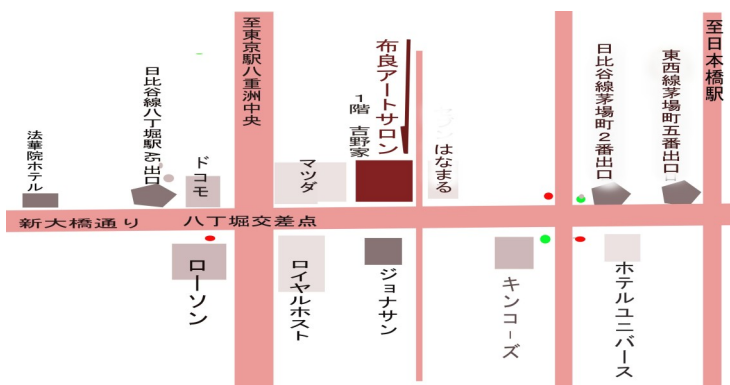 至東京駅八重洲中央
至日本橋駅
布良アートサロン
1階 吉野家
日比谷線茅場町2番出口
東西線茅場町五番出口
日比谷線八丁堀駅A5出口
法華院ホテル
ドコモ
マツダ
はなまる
新大橋通り
八丁堀交差点
ローソン
ロイヤルホスト
ジョナサン
キンコーズ
ホテルユニバース